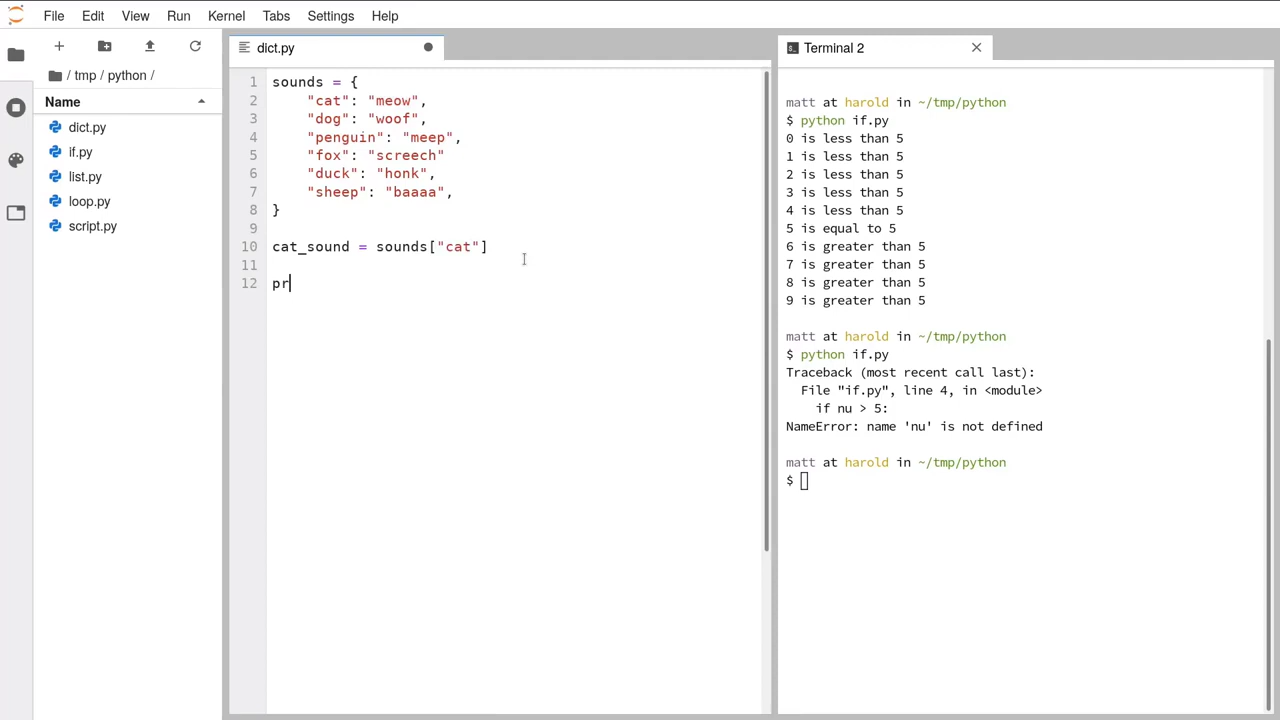 File Edit View Run Kernel Tabs Settings Help
/ tmp / python /
Name
dict.py
if.py
list.py
loop.py
script.py
dict.py
1 sounds = {
2     "cat": "meow",
3     "dog": "woof",
4     "penguin": "meep",
5     "fox": "screech"
6     "duck": "honk",
7     "sheep": "baaaa",
8 }
9
10 cat_sound = sounds["cat"]
11
12 pr
Terminal 2
matt at harold in ~/tmp/python
$ python if.py
0 is less than 5
1 is less than 5
2 is less than 5
3 is less than 5
4 is less than 5
5 is equal to 5
6 is greater than 5
7 is greater than 5
8 is greater than 5
9 is greater than 5
matt at harold in ~/tmp/python
$ python if.py
Traceback (most recent call last):
  File "if.py", line 4, in <module>
    if nu > 5:
NameError: name 'nu' is not defined
matt at harold in ~/tmp/python
$